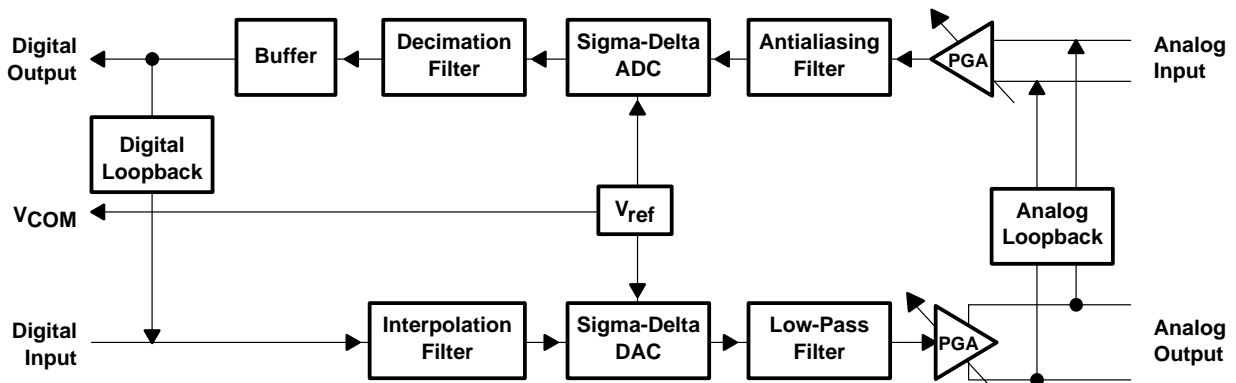 Digital
Output
Buffer
Decimation
Filter
Sigma-Delta
ADC
Antialiasing
Filter
PGA
Analog
Input
Digital
Loopback
VCOM
Vref
Analog
Loopback
Digital
Input
Interpolation
Filter
Sigma-Delta
DAC
Low-Pass
Filter
PGA
Analog
Output